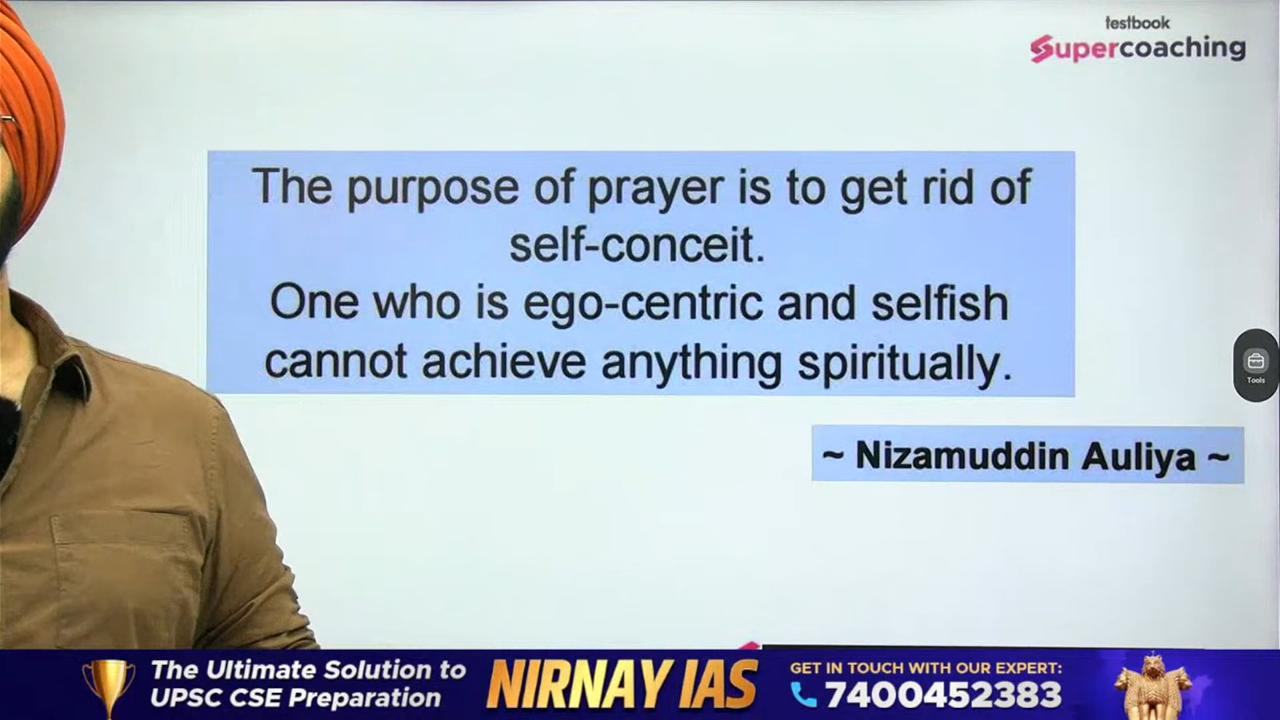 testbook
Supercoaching
The purpose of prayer is to get rid of
self-conceit.
One who is ego-centric and selfish
cannot achieve anything spiritually.
~ Nizamuddin Auliya ~
Tools
The Ultimate Solution to
UPSC CSE Preparation
NIRNAY IAS
GET IN TOUCH WITH OUR EXPERT:
7400452383